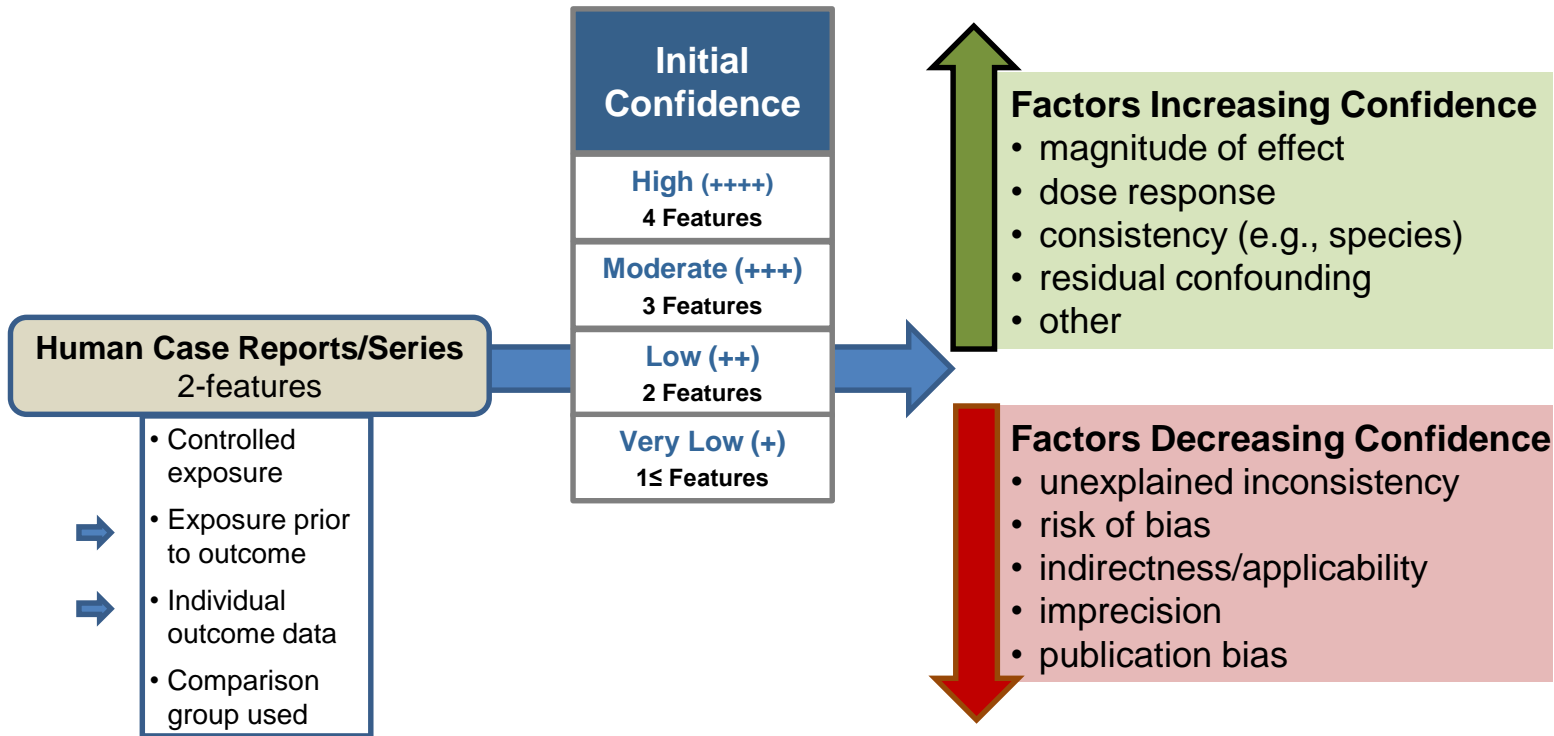 Human Case Reports/Series
2-features
• Controlled
exposure
• Exposure prior
to outcome
• Individual
outcome data
• Comparison
group used
Initial
Confidence
High (++++)
4 Features
Moderate (+++)
3 Features
Low (++)
2 Features
Very Low (+)
1≤ Features
Factors Increasing Confidence
• magnitude of effect
• dose response
• consistency (e.g., species)
• residual confounding
• other
Factors Decreasing Confidence
• unexplained inconsistency
• risk of bias
• indirectness/applicability
• imprecision
• publication bias